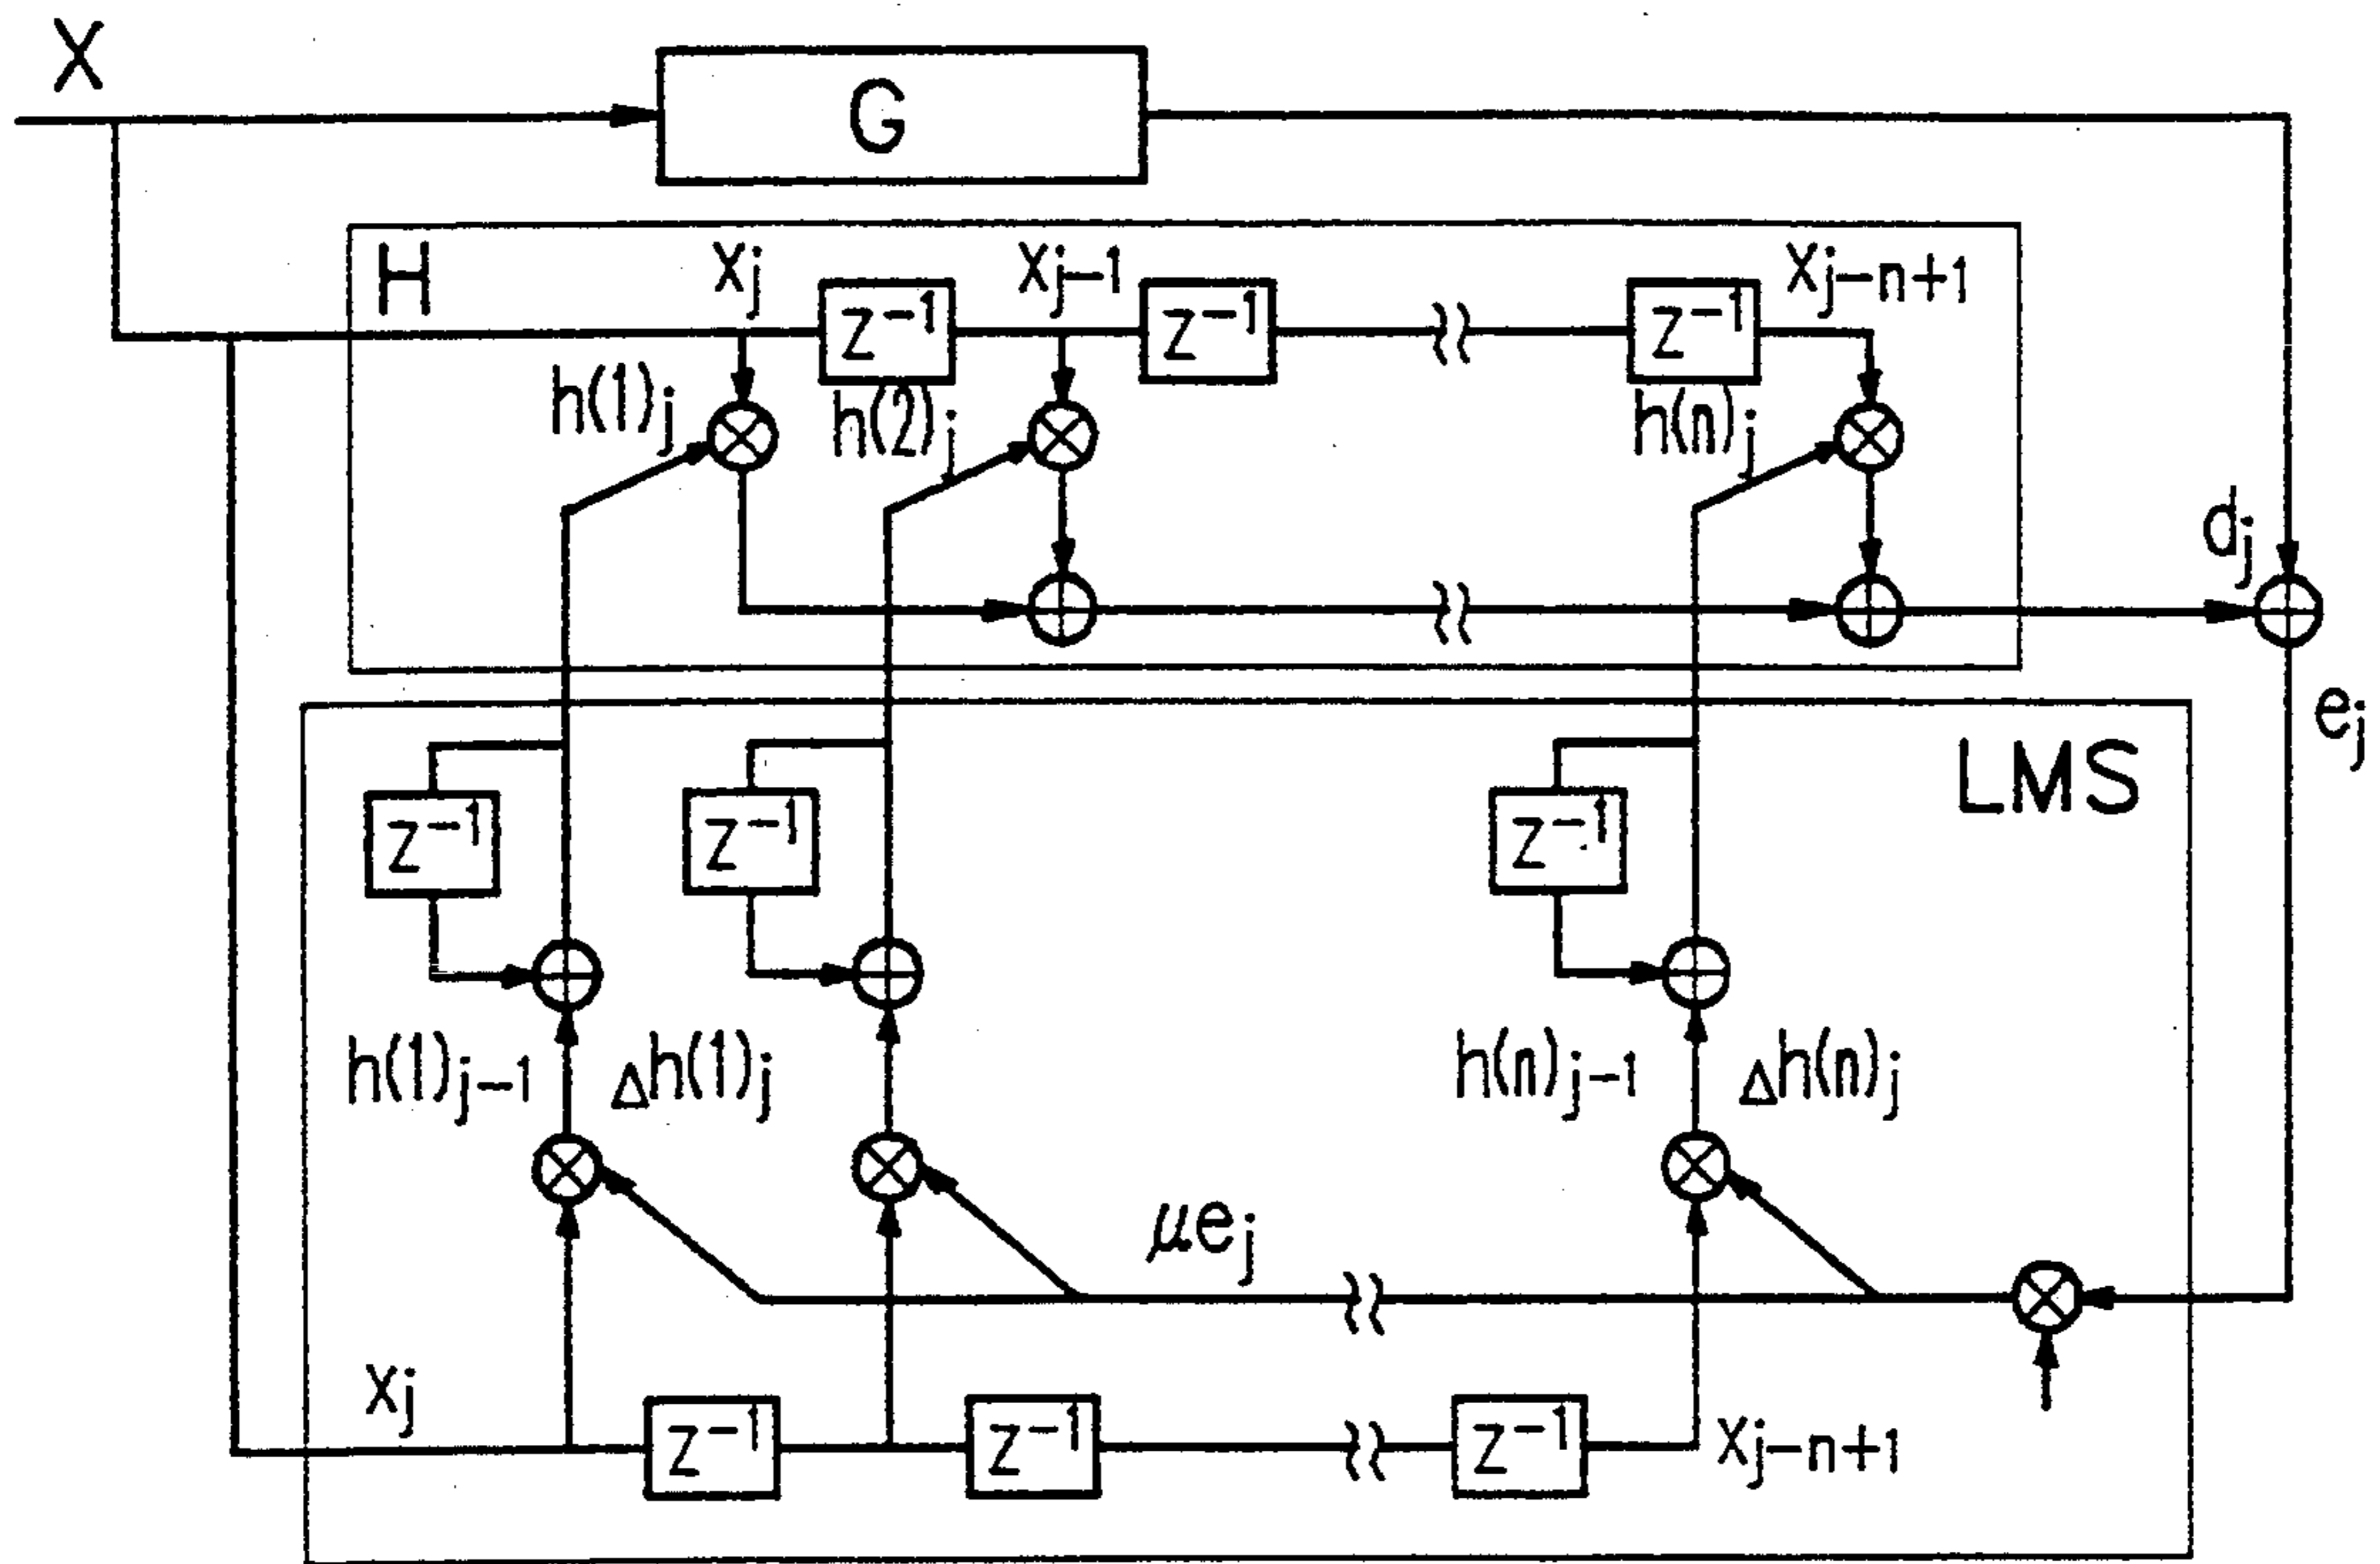 X
G
H
xⱼ
xⱼ₋₁
xⱼ₋ₙ₊₁
z⁻¹
z⁻¹
z⁻¹
h(1)ⱼ
h(2)ⱼ
h(n)ⱼ
dⱼ
eⱼ
LMS
z⁻¹
z⁻¹
z⁻¹
h(1)ⱼ₋₁
Δh(1)ⱼ
h(n)ⱼ₋₁
Δh(n)ⱼ
μeⱼ
xⱼ
z⁻¹
z⁻¹
z⁻¹
xⱼ₋ₙ₊₁